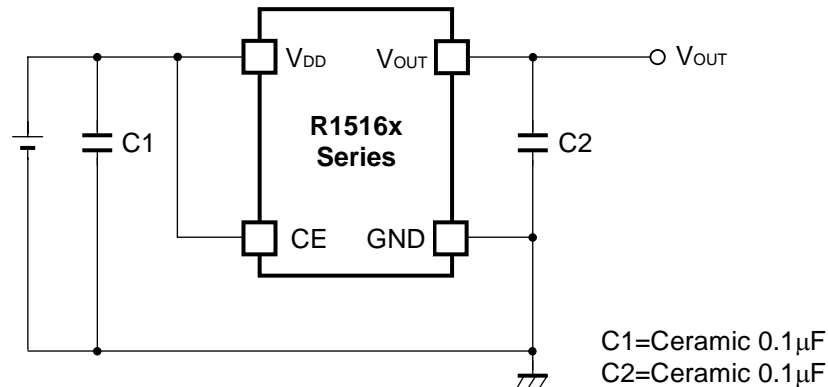 VDD
VOUT
VOUT
R1516x
Series
C1
C2
CE
GND
C1=Ceramic 0.1μF
C2=Ceramic 0.1μF